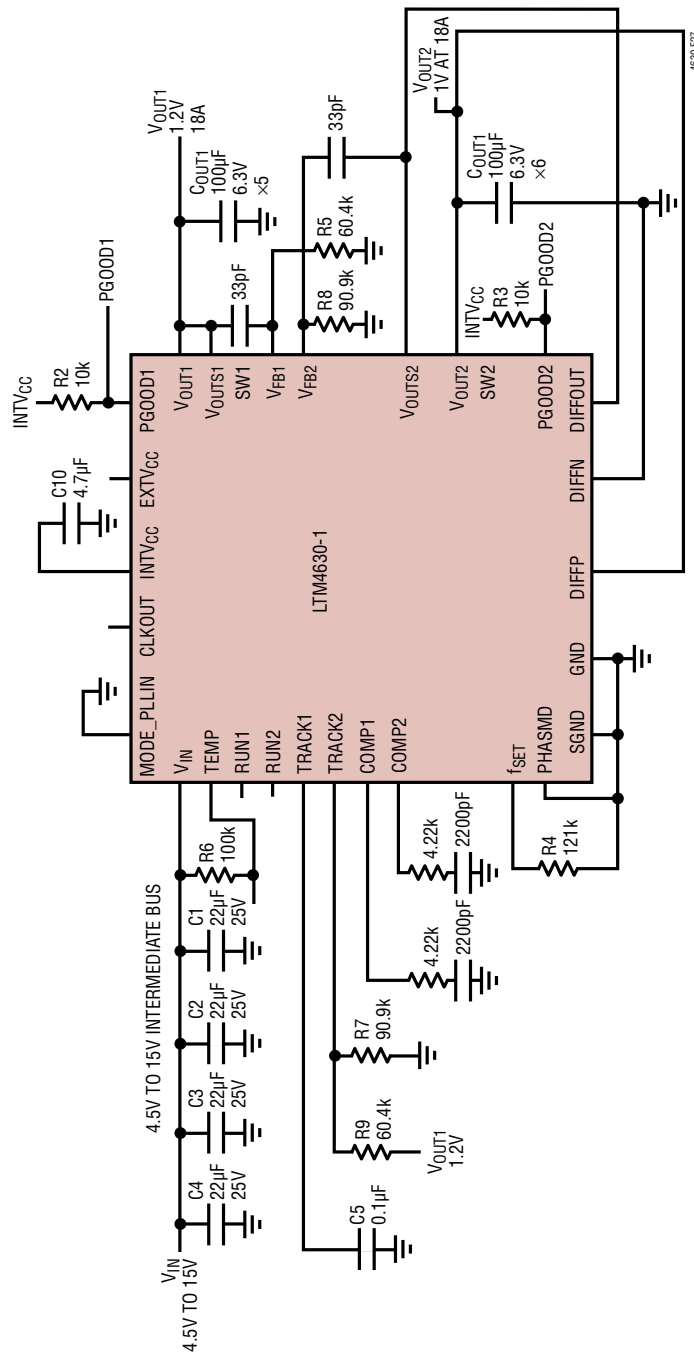 4.5V TO 15V INTERMEDIATE BUS
VIN
4.5V TO 15V
C4
22µF
25V
C3
22µF
25V
C2
22µF
25V
C1
22µF
25V
R6
100k
C5
0.1µF
VOUT1
1.2V
R9
60.4k
R7
90.9k
4.22k
2200pF
4.22k
2200pF
R4
121k
MODE_PLLIN
CLKOUT
INTVCC
EXTVCC
PGOOD1
VIN
TEMP
RUN1
RUN2
TRACK1
TRACK2
COMP1
COMP2
fSET
PHASMD
LTM4630-1
VOUT1
VOUTS1
SW1
VFB1
VFB2
VOUTS2
VOUT2
SW2
PGOOD2
SGND
GND
DIFFP
DIFFN
DIFFOUT
C10
4.7µF
INTVCC
R2
10k
PGOOD1
VOUT1
1.2V
18A
COUT1
100µF
6.3V
×5
33pF
R5
60.4k
R8
90.9k
33pF
VOUT2
1V AT 18A
COUT1
100µF
6.3V
×6
INTVCC
R3
10k
PGOOD2